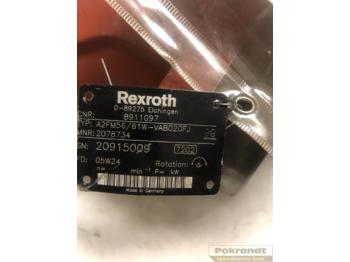 Rexroth
D-89275 Elchingen
CNR: 8911097
TYP: A2FM56/61W-VAB020FJ
MNR: 2078734
SN: 20915009 7202
FD: 05W24 Rotation:
n= min⁻¹ P= kW
Made in Germany
Pokrandt